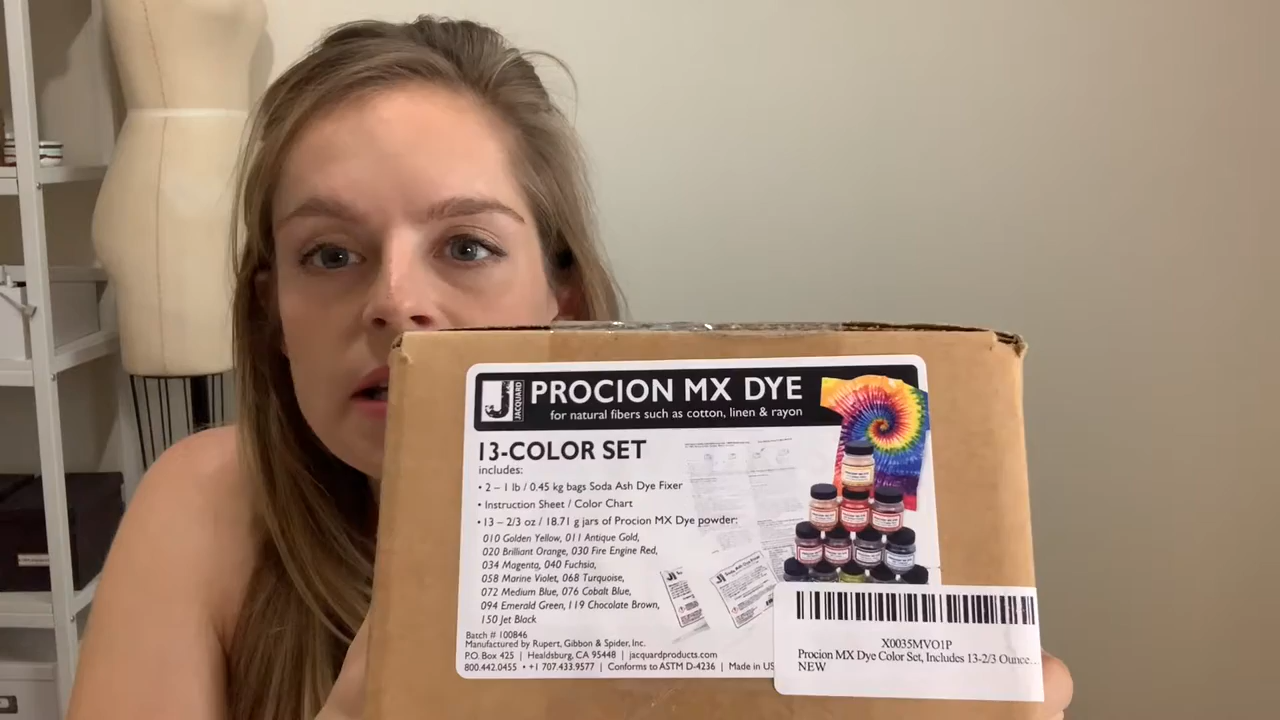 JACQUARD
PROCION MX DYE
for natural fibers such as cotton, linen & rayon
13-COLOR SET
includes:
• 2 – 1 lb / 0.45 kg bags Soda Ash Dye Fixer
• Instruction Sheet / Color Chart
• 13 – 2/3 oz / 18.71 g jars of Procion MX Dye powder:
010 Golden Yellow, 011 Antique Gold,
020 Brilliant Orange, 030 Fire Engine Red,
034 Magenta, 040 Fuchsia,
058 Marine Violet, 068 Turquoise,
072 Medium Blue, 076 Cobalt Blue,
094 Emerald Green, 119 Chocolate Brown,
150 Jet Black
Batch # 100846
Manufactured by Rupert, Gibbon & Spider, Inc.
P.O. Box 425 | Healdsburg, CA 95448 | jacquardproducts.com
800.442.0455 • +1 707.433.9577 | Conforms to ASTM D-4236 | Made in US
Soda Ash Dye Fixer
X0035MVO1P
Procion MX Dye Color Set, Includes 13-2/3 Ounce...
NEW